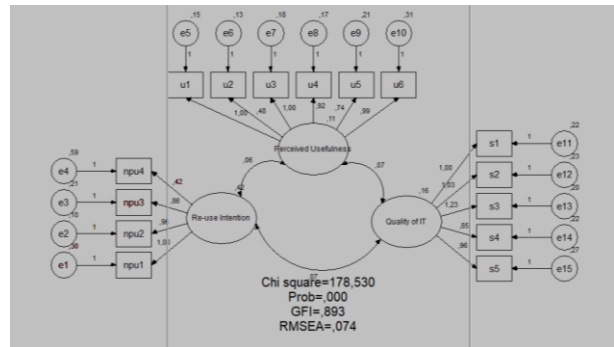 ,15 ,13 ,18 ,17 ,21 ,31
e5 e6 e7 e8 e9 e10
1 1 1 1 1 1
u1 u2 u3 u4 u5 u6
1,00 ,48 1,00 ,92 ,74 ,99
,11
Perceived Usefulness
,59
e4 1 npu4
,21
e3 1 npu3
,10
e2 1 npu2
e1 1 npu1
,42
,86
1,00
,42
Re-use Intention
,06 ,07
,16
Quality of IT
1,00
1,03
1,23
,85
,96
,22
s1 1 e11
,23
s2 1 e12
s3 1 e13
,22
s4 1 e14
,27
s5 1 e15
,07
Chi square=178,530
Prob=,000
GFI=,893
RMSEA=,074